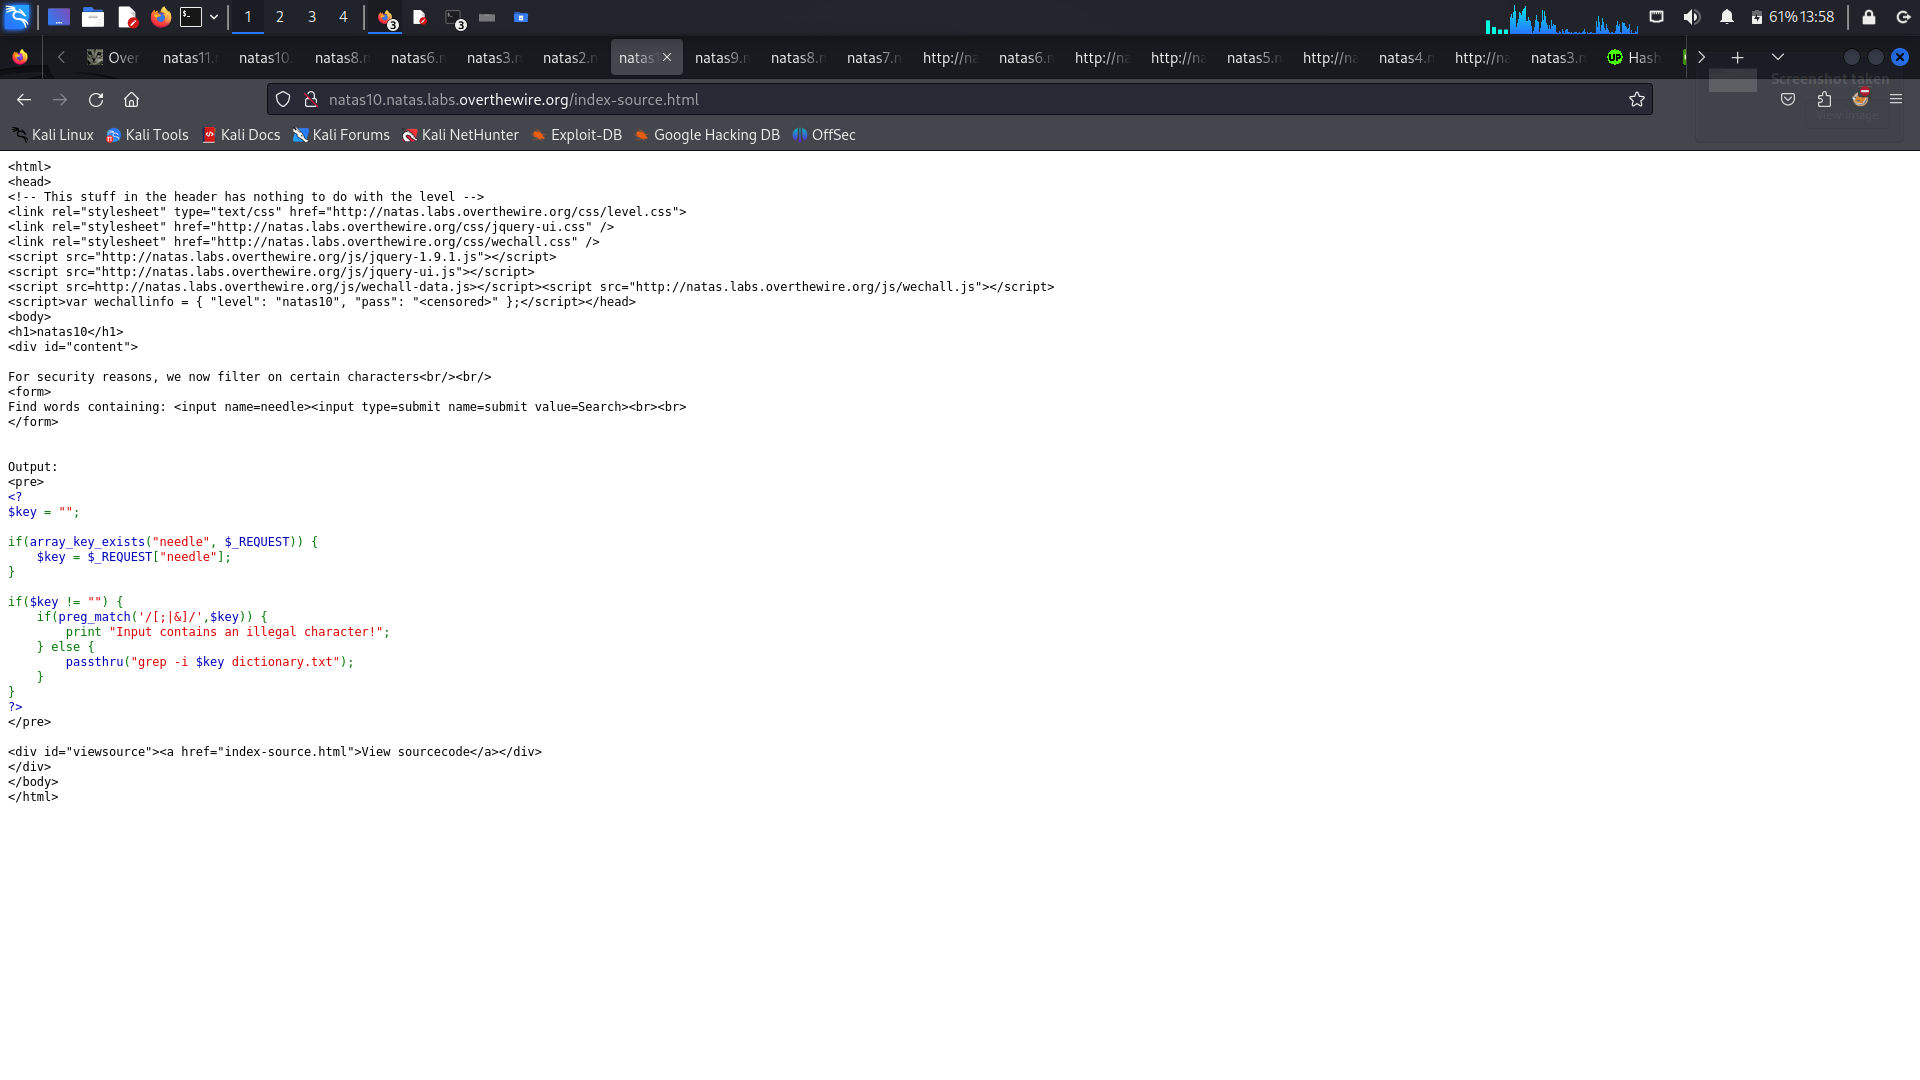 1 2 3 4 3 3 61% 13:58
Over natas11.n natas10. natas8.n natas6.n natas3.n natas2.n natas1 natas9.n natas8.n natas7.n http://na natas6.n http://na http://na natas5.n http://na natas4.n http://na natas3.n Hash
Screenshot taken
natas10.natas.labs.overthewire.org/index-source.html
View image
Kali Linux Kali Tools Kali Docs Kali Forums Kali NetHunter Exploit-DB Google Hacking DB OffSec
<html>
<head>
<!-- This stuff in the header has nothing to do with the level -->
<link rel="stylesheet" type="text/css" href="http://natas.labs.overthewire.org/css/level.css">
<link rel="stylesheet" href="http://natas.labs.overthewire.org/css/jquery-ui.css" />
<link rel="stylesheet" href="http://natas.labs.overthewire.org/css/wechall.css" />
<script src="http://natas.labs.overthewire.org/js/jquery-1.9.1.js"></script>
<script src="http://natas.labs.overthewire.org/js/jquery-ui.js"></script>
<script src=http://natas.labs.overthewire.org/js/wechall-data.js></script><script src="http://natas.labs.overthewire.org/js/wechall.js"></script>
<script>var wechallinfo = { "level": "natas10", "pass": "<censored>" };</script></head>
<body>
<h1>natas10</h1>
<div id="content">
For security reasons, we now filter on certain characters<br/><br/>
<form>
Find words containing: <input name=needle><input type=submit name=submit value=Search><br><br>
</form>
Output:
<pre>
<?
$key = "";
if(array_key_exists("needle", $_REQUEST)) {
    $key = $_REQUEST["needle"];
}
if($key != "") {
    if(preg_match('/[;|&]/',$key)) {
        print "Input contains an illegal character!";
    } else {
        passthru("grep -i $key dictionary.txt");
    }
}
?>
</pre>
<div id="viewsource"><a href="index-source.html">View sourcecode</a></div>
</div>
</body>
</html>